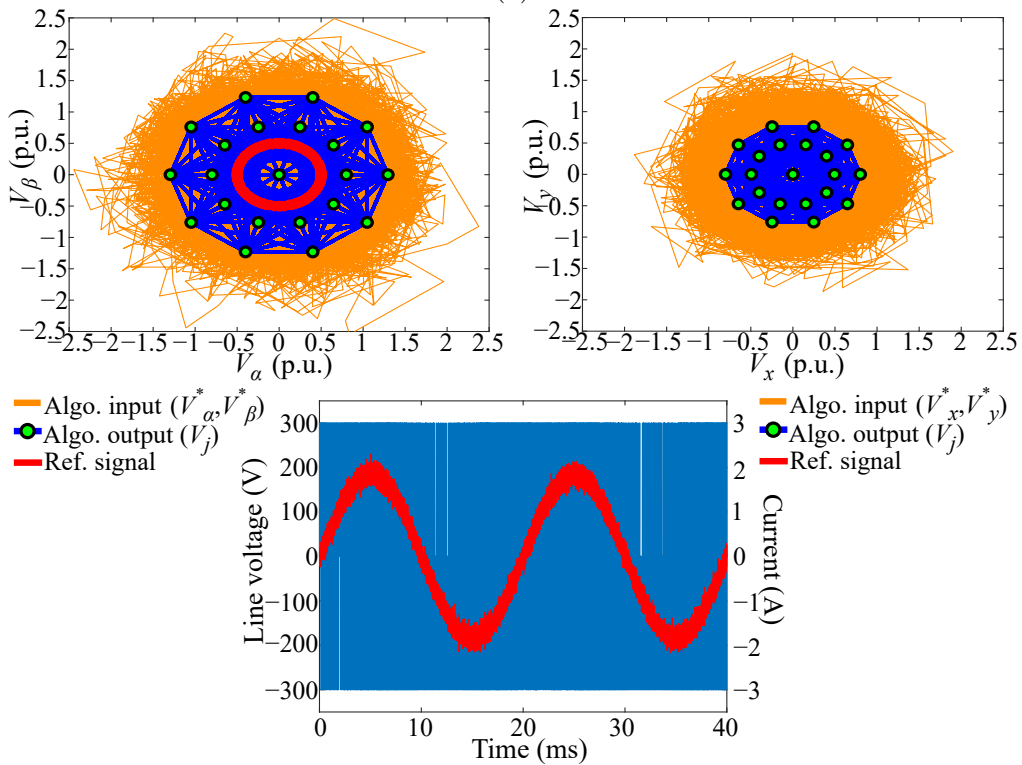 2.5
2
1.5
1
0.5
0
−0.5
−1
−1.5
−2
−2.5
V_β (p.u.)
−2.5 −2 −1.5 −1 −0.5 0 0.5 1 1.5 2 2.5
V_α (p.u.)
2.5
2
1.5
1
0.5
0
−0.5
−1
−1.5
−2
−2.5
V_y (p.u.)
−2.5 −2 −1.5 −1 −0.5 0 0.5 1 1.5 2 2.5
V_x (p.u.)
Algo. input (V*_α,V*_β)
Algo. output (V_j)
Ref. signal
Algo. input (V*_x,V*_y)
Algo. output (V_j)
Ref. signal
300
200
100
0
−100
−200
−300
Line voltage (V)
3
2
1
0
−1
−2
−3
Current (A)
0 10 20 30 40
Time (ms)